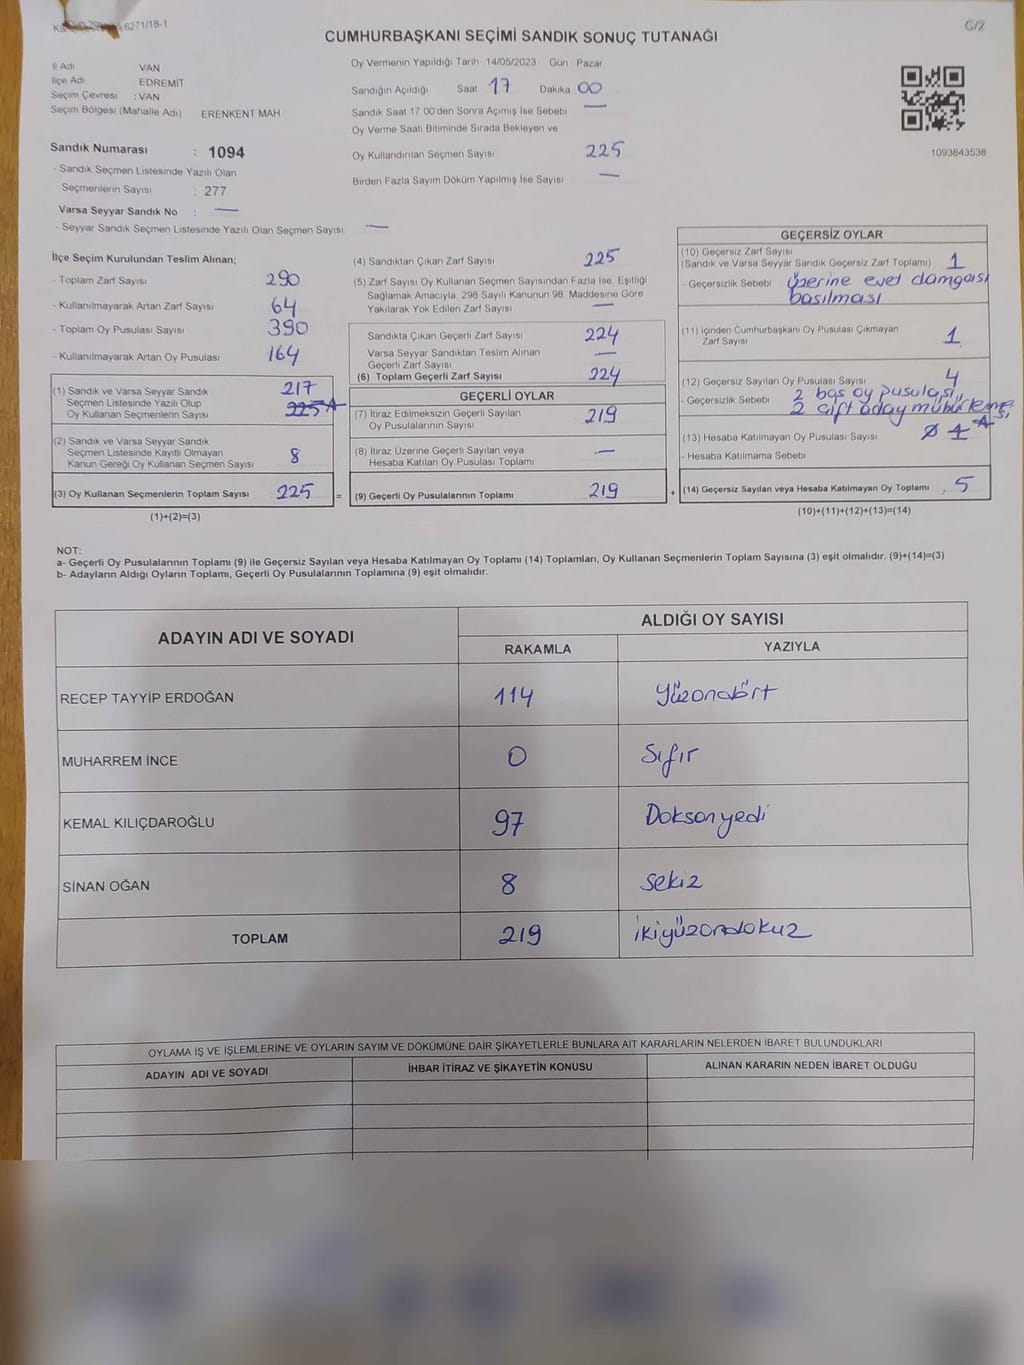 6271/18-1
C/2
CUMHURBAŞKANI SEÇİMİ SANDIK SONUÇ TUTANAĞI
İl Adı VAN
İlçe Adı EDREMİT
Seçim Çevresi : VAN
Seçim Bölgesi (Mahalle Adı) ERENKENT MAH
Sandık Numarası : 1094
- Sandık Seçmen Listesinde Yazılı Olan
Seçmenlerin Sayısı : 277
Varsa Seyyar Sandık No : —
- Seyyar Sandık Seçmen Listesinde Yazılı Olan Seçmen Sayısı: —
Oy Vermenin Yapıldığı Tarih 14/05/2023 Gün Pazar
Sandığın Açıldığı Saat 17 Dakika 00
Sandık Saat 17:00'den Sonra Açımış İse Sebebi —
Oy Verme Saati Bitiminde Sırada Bekleyen ve
Oy Kullandırılan Seçmen Sayısı 225
Birden Fazla Sayım Döküm Yapılmış İse Sayısı —
1093843538
İlçe Seçim Kurulundan Teslim Alınan;
- Toplam Zarf Sayısı 290
- Kullanılmayarak Artan Zarf Sayısı 64
- Toplam Oy Pusulası Sayısı 390
- Kullanılmayarak Artan Oy Pusulası 164
(1) Sandık ve Varsa Seyyar Sandık 217
Seçmen Listesinde Yazılı Olup
Oy Kullanan Seçmenlerin Sayısı 225
(2) Sandık ve Varsa Seyyar Sandık
Seçmen Listesinde Kayıtlı Olmayan 8
Kanun Gereği Oy Kullanan Seçmen Sayısı
(3) Oy Kullanan Seçmenlerin Toplam Sayısı 225 =
(1)+(2)=(3)
(4) Sandıktan Çıkan Zarf Sayısı 225
(5) Zarf Sayısı Oy Kullanan Seçmen Sayısından Fazla İse, Eşitliği
Sağlamak Amacıyla, 298 Sayılı Kanunun 98. Maddesine Göre
Yakılarak Yok Edilen Zarf Sayısı —
Sandıkta Çıkan Geçerli Zarf Sayısı 224
Varsa Seyyar Sandıktan Teslim Alınan —
Geçerli Zarf Sayısı
(6) Toplam Geçerli Zarf Sayısı 224
GEÇERLİ OYLAR
(7) İtiraz Edilmeksizin Geçerli Sayılan 219
Oy Pusulalarının Sayısı
(8) İtiraz Üzerine Geçerli Sayılan veya —
Hesaba Katılan Oy Pusulası Toplamı
(9) Geçerli Oy Pusulalarının Toplamı 219 +
GEÇERSİZ OYLAR
(10) Geçersiz Zarf Sayısı
(Sandık ve Varsa Seyyar Sandık Geçersiz Zarf Toplamı) 1
- Geçersizlik Sebebi üzerine evet damgası
basılması
(11) İçinden Cumhurbaşkanı Oy Pusulası Çıkmayan 1
Zarf Sayısı
(12) Geçersiz Sayılan Oy Pusulası Sayısı 4
- Geçersizlik Sebebi 2 boş oy pusulası,
2 çift aday mühürleme,
(13) Hesaba Katılmayan Oy Pusulası Sayısı
- Hesaba Katılmama Sebebi
(14) Geçersiz Sayılan veya Hesaba Katılmayan Oy Toplamı 5
(10)+(11)+(12)+(13)=(14)
NOT:
a- Geçerli Oy Pusulalarının Toplamı (9) ile Geçersiz Sayılan veya Hesaba Katılmayan Oy Toplamı (14) Toplamları, Oy Kullanan Seçmenlerin Toplam Sayısına (3) eşit olmalıdır. (9)+(14)=(3)
b- Adayların Aldığı Oyların Toplamı, Geçerli Oy Pusulalarının Toplamına (9) eşit olmalıdır.
ADAYIN ADI VE SOYADI ALDIĞI OY SAYISI
RAKAMLA YAZIYLA
RECEP TAYYİP ERDOĞAN 114 Yüzondört
MUHARREM İNCE 0 Sıfır
KEMAL KILIÇDAROĞLU 97 Doksanyedi
SİNAN OĞAN 8 sekiz
TOPLAM 219 ikiyüzondokuz
OYLAMA İŞ VE İŞLEMLERİNE VE OYLARIN SAYIM VE DÖKÜMÜNE DAİR ŞİKAYETLERLE BUNLARA AİT KARARLARIN NELERDEN İBARET BULUNDUKLARI
ADAYIN ADI VE SOYADI İHBAR İTİRAZ VE ŞİKAYETİN KONUSU ALINAN KARARIN NEDEN İBARET OLDUĞU